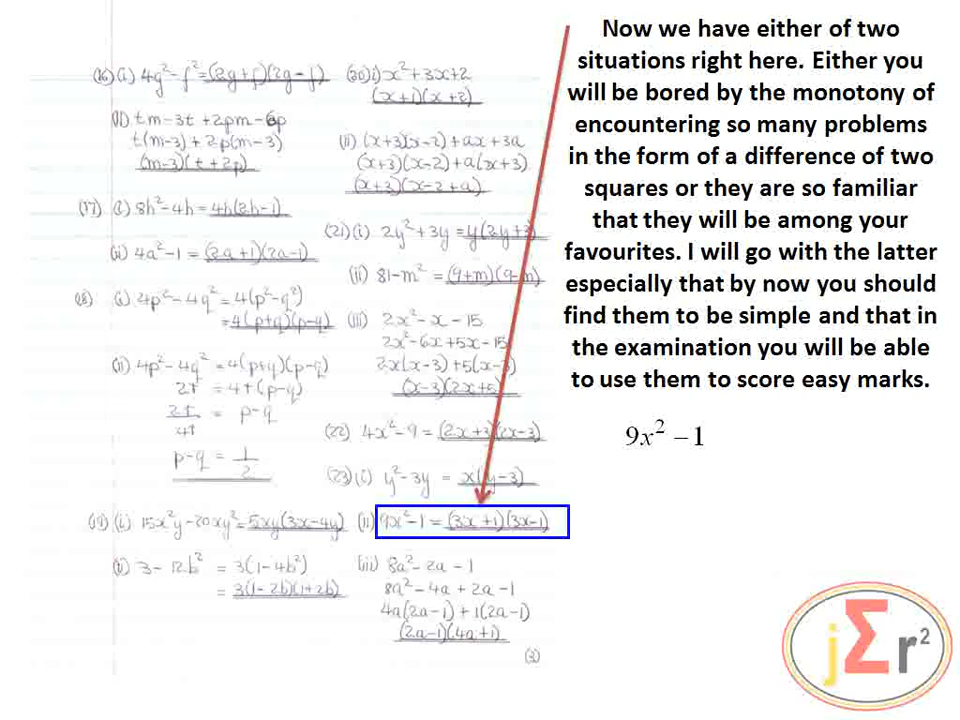 (16) (i) 4g² - f² = (2g + f)(2g - f)
(ii) tm - 3t + 2pm - 6p
t(m-3) + 2p(m-3)
(m-3)(t + 2p)
(17) (i) 8h² - 4h = 4h(2h-1)
(ii) 4a² - 1 = (2a+1)(2a-1)
(18) (i) 4p² - 4q² = 4(p² - q²)
= 4(p+q)(p-q)
(ii) 4p² - 4q² = 4(p+q)(p-q)
2t = 4t(p-q)
2t/4t = p-q
p-q = 1/2
(19) (i) 15x²y - 20xy² = 5xy(3x-4y)
(ii) 3 - 12b² = 3(1 - 4b²)
= 3(1-2b)(1+2b)
(20) i) x² + 3x + 2
(x+1)(x+2)
(ii) (x+3)(x-2) + ax + 3a
(x+3)(x-2) + a(x+3)
(x+3)(x-2+a)
(21) (i) 2y² + 3y = y(2y+3)
(ii) 81 - m² = (9+m)(9-m)
(iii) 2x² - x - 15
2x² - 6x + 5x - 15
2x(x-3) + 5(x-3)
(x-3)(2x+5)
(22) 4x² - 9 = (2x+3)(2x-3)
(23) (i) y² - 3y = x(y-3)
(ii) 9x² - 1 = (3x+1)(3x-1)
(iii) 8a² - 2a - 1
8a² - 4a + 2a - 1
4a(2a-1) + 1(2a-1)
(2a-1)(4a+1)
(3)
Now we have either of two
situations right here. Either you
will be bored by the monotony of
encountering so many problems
in the form of a difference of two
squares or they are so familiar
that they will be among your
favourites. I will go with the latter
especially that by now you should
find them to be simple and that in
the examination you will be able
to use them to score easy marks.
9x² - 1
jΣr²